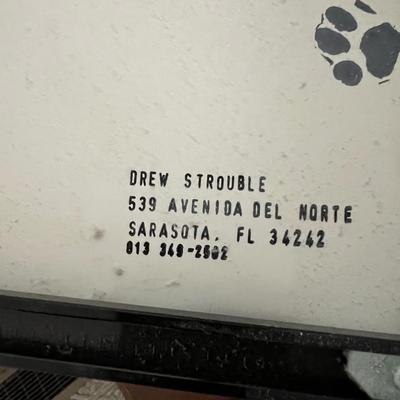 DREW STROUBLE
539 AVENIDA DEL NORTE
SARASOTA, FL 34242
813 349-2502